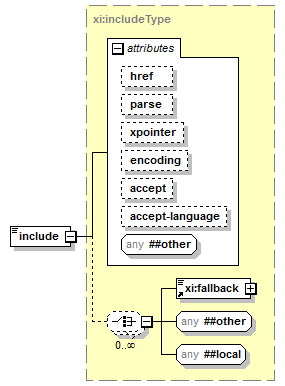 xi:includeType
attributes
href
parse
xpointer
encoding
accept
accept-language
any ##other
include
xi:fallback
any ##other
0..∞
any ##local